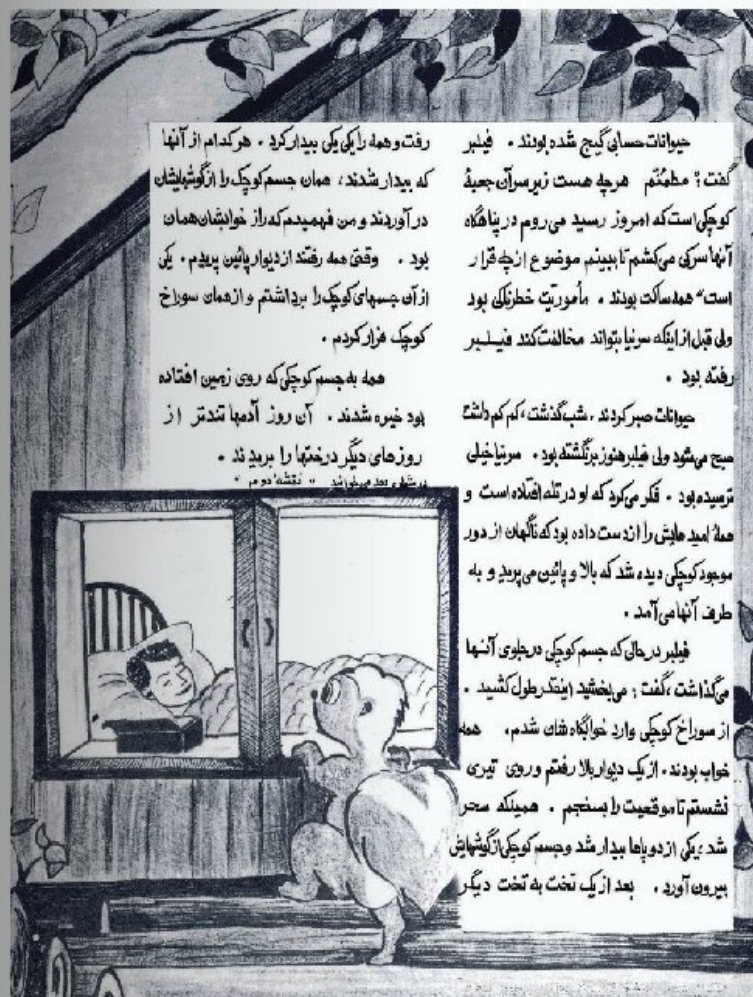 حیوانات حسابی گیج شده بودند . فیلبر
گفت : مطمئنم هرچه هست زیر سرآن جعبهٔ
کوچکی است که امروز رسید می‌روم در پناهگاه
آنها سرکی می‌کشم تا ببینم موضوع از چه قرار
است" همه ساکت بودند . مأموریت خطرناکی بود
ولی قبل از اینکه سرنیا بتواند مخالفت کند فیلبر
رفته بود .
حیوانات صبر کردند ، شب گذشت ، کم کم داشت
صبح می‌شود ولی فیلبر هنوز برنگشته بود . سرنیا خیلی
ترسیده بود . فکر می‌کرد که او در تله افتاده است و
همهٔ امید هایش را از دست داده بود که ناگهان از دور
موجود کوچکی دیده شد که بالا و پائین می‌پرید و به
طرف آنها می‌آمد .
فیلبر در حالی که جسم کوچکی در جلوی آنها
می‌گذاشت ، گفت : می‌بخشید اینقدر طول کشید .
از سوراخ کوچکی وارد خوابگاه شان شدم . همه
خواب بودند . از یک دیوار بالا رفتم و روی تیری
نشستم تا موقعیت را بسنجم . همینکه سحر
شد ، یکی از دوپاها بیدار شد و جسم کوچکی از گوشهایش
بیرون آورد . بعد از یک تخت به تخت دیگر
رفت و همه را یکی یکی بیدار کرد . هرکدام از آنها
که بیدار شدند ، همان جسم کوچک را از گوشهایشان
در آوردند و من فهمیدم که راز خوابشان همان
بود . وقتی همه رفتند از دیوار پائین پریدم . یکی
از آن جسمهای کوچک را برداشتم و از همان سوراخ
کوچک فرار کردم .
همه به جسم کوچکی که روی زمین افتاده
بود خیره شدند . آن روز آدمها تندتر از
روزهای دیگر درختها را بریدند .
در شماره بعد می‌خوانید " نقشه دوم "